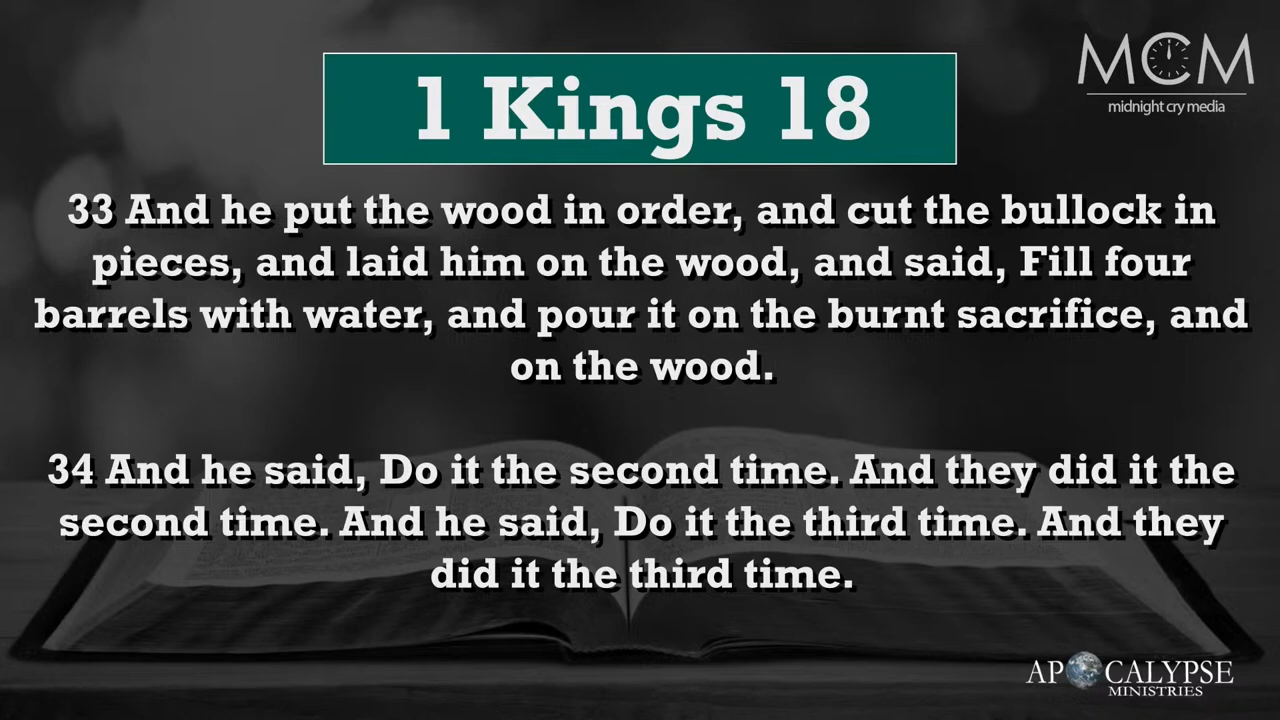 MCM
midnight cry media
1 Kings 18
33 And he put the wood in order, and cut the bullock in
pieces, and laid him on the wood, and said, Fill four
barrels with water, and pour it on the burnt sacrifice, and
on the wood.
34 And he said, Do it the second time. And they did it the
second time. And he said, Do it the third time. And they
did it the third time.
APOCALYPSE
MINISTRIES